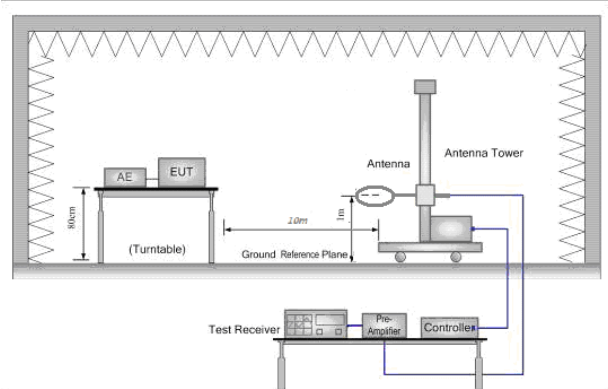 Antenna Tower
Antenna
EUT
AE
80cm
1m
10m
(Turntable)
Ground Reference Plane
Test Receiver
Pre-
Amplifier
Controller